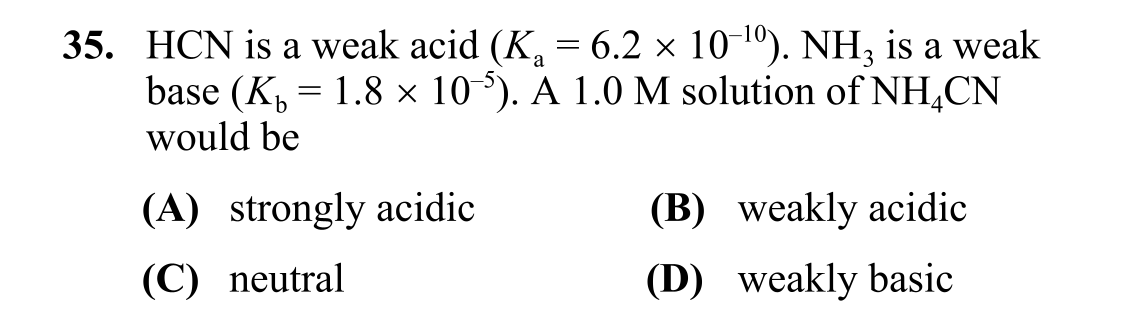 35. HCN is a weak acid (Kₐ = 6.2 × 10⁻¹⁰). NH₃ is a weak
base (K_b = 1.8 × 10⁻⁵). A 1.0 M solution of NH₄CN
would be
(A) strongly acidic (B) weakly acidic
(C) neutral (D) weakly basic